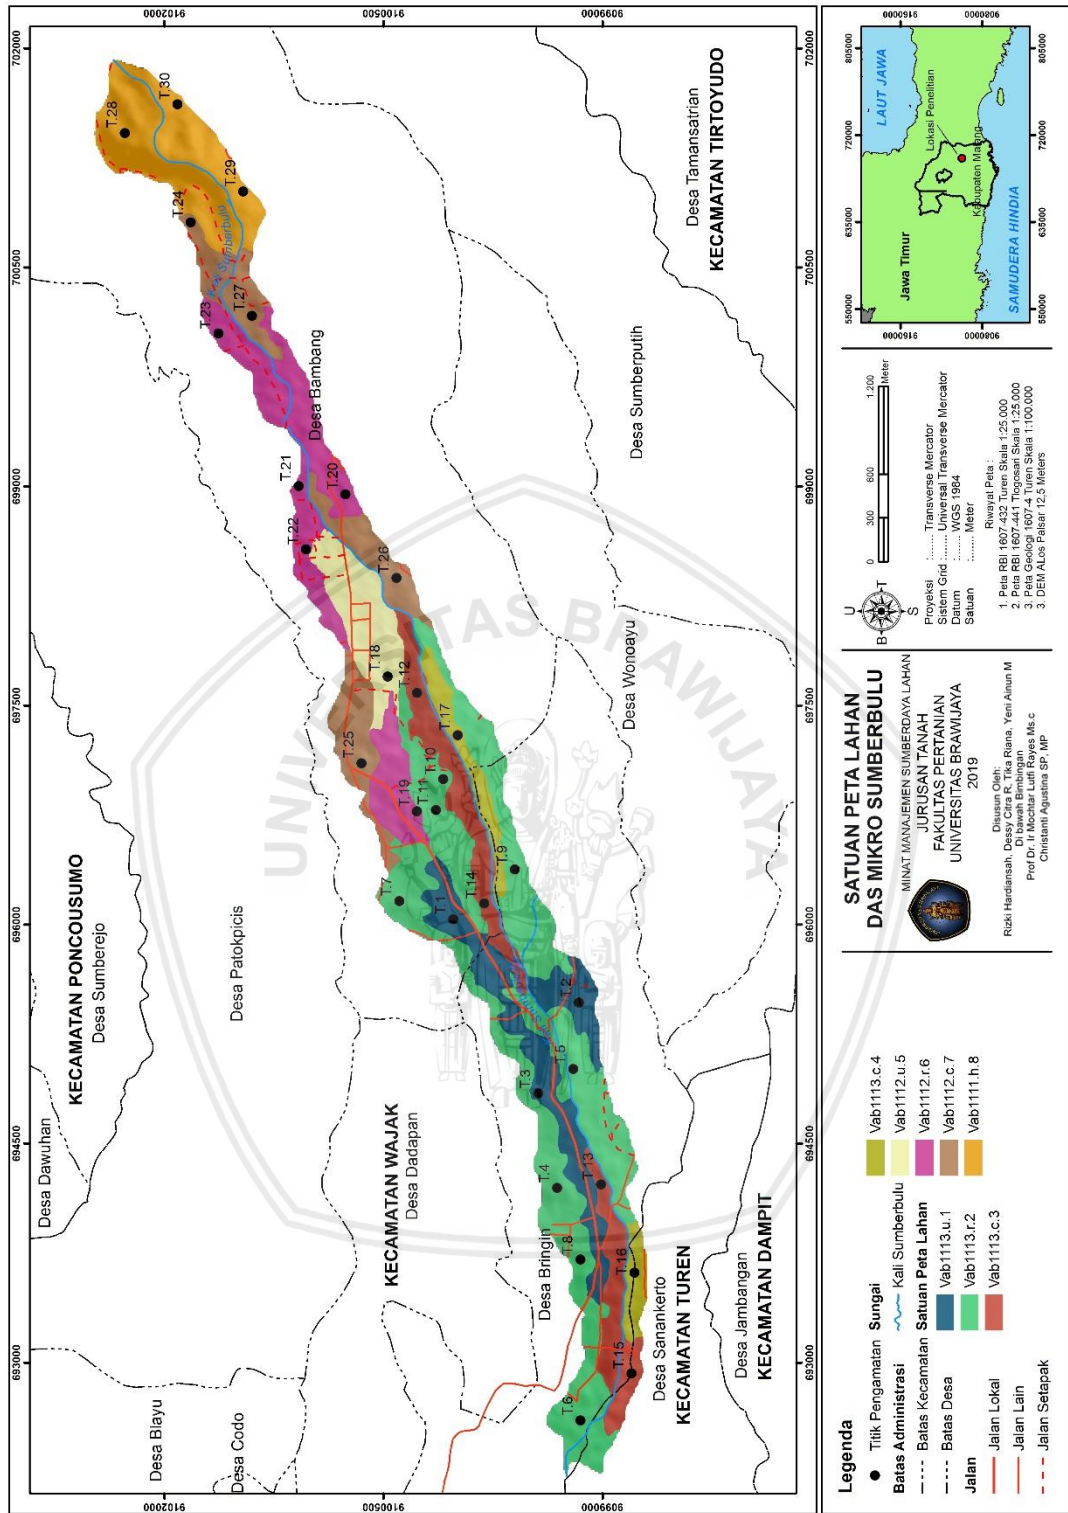 702000
700500
699000
697500
696000
694500
693000
9102000
9100500
9099000
KECAMATAN PONCOUSUMO
Desa Sumberejo
Desa Dawuhan
Desa Blayu
Desa Codo
Desa Patokpicis
KECAMATAN WAJAK
Desa Dadapan
Desa Bringin
Desa Sanankerto
KECAMATAN TUREN
Desa Jambangan
KECAMATAN DAMPIT
Desa Bambang
Desa Wonoayu
Desa Sumberputih
Desa Tamansatrian
KECAMATAN TIRTOYUDO
Kali Sumberbulu
T.28
T.30
T.24
T.29
T.23
T.27
T.21
T.22
T.20
T.26
T.18
T.12
T.25
T.17
T.10
T.11
T.19
T.9
T.14
T.7
T.1
T.2
T.3
T.5
T.4
T.13
T.8
T.16
T.15
T.6
UNIVERSITAS BRAWIJAYA
Legenda
Titik Pengamatan
Batas Administrasi
Batas Kecamatan
Batas Desa
Jalan
Jalan Lokal
Jalan Lain
Jalan Setapak
Sungai
Kali Sumberbulu
Satuan Peta Lahan
Vab1113.u.1
Vab1113.r.2
Vab1113.c.3
Vab1113.c.4
Vab1112.u.5
Vab1112.r.6
Vab1112.c.7
Vab1111.h.8
SATUAN PETA LAHAN
DAS MIKRO SUMBERBULU
MINAT MANAJEMEN SUMBERDAYA LAHAN
JURUSAN TANAH
FAKULTAS PERTANIAN
UNIVERSITAS BRAWIJAYA
2019
Disusun Oleh:
Rizki Hardiansah, Dessy Citra R, Tika Riana, Yeni Ainun M
Di bawah Bimbingan
Prof Dr. Ir Mochtar Lutfi Rayes Ms.c
Christanti Agustina SP, MP
U
B
T
S
0
300
600
1.200
Meter
Proyeksi :........ Transverse Mercator
Sistem Grid :...... Universal Transverse Mercator
Datum :........ WGS 1984
Satuan :........ Meter
Riwayat Peta :
1. Peta RBI 1607-432 Turen Skala 1:25.000
2. Peta RBI 1607-441 Tlogosari Skala 1:25.000
3. Peta Geologi 1607-4 Turen Skala 1:100.000
3. DEM ALos Palsar 12,5 Meters
550000
635000
720000
805000
9160000
9080000
LAUT JAWA
Jawa Timur
Lokasi Penelitian
Kabupaten Malang
SAMUDERA HINDIA